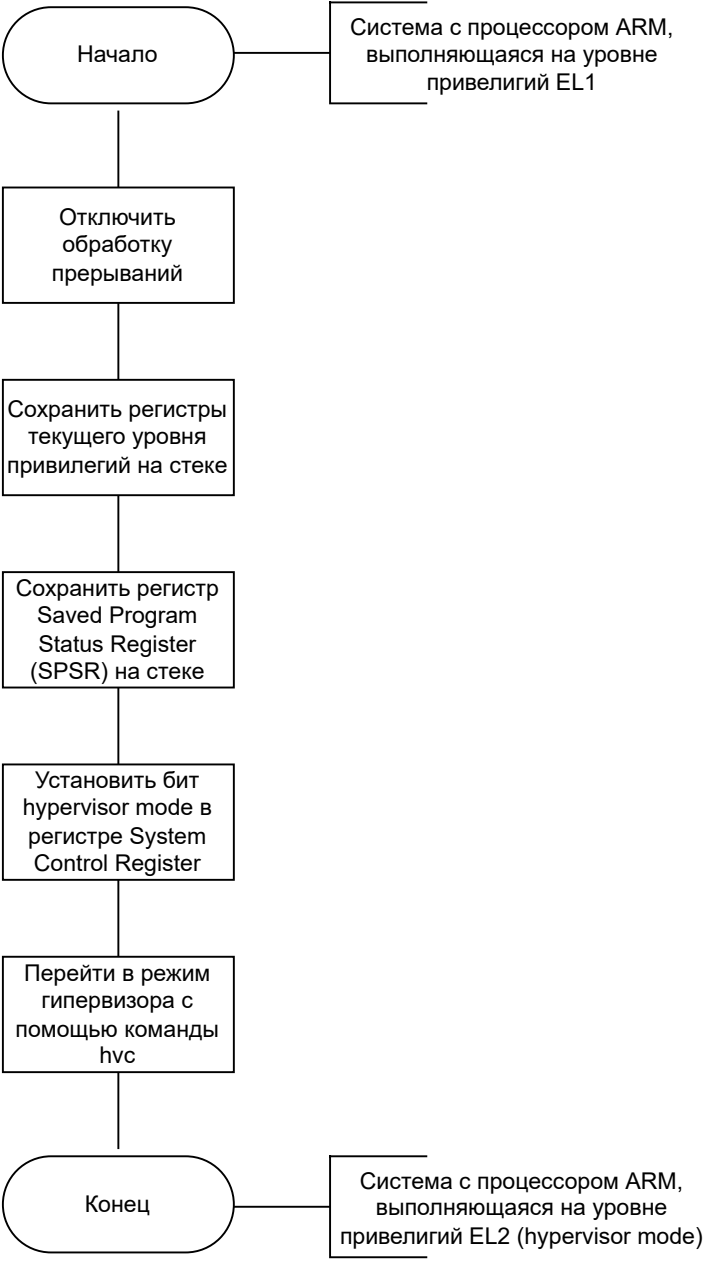 Начало
Система с процессором ARM,
выполняющаяся на уровне
привелигий EL1
Отключить
обработку
прерываний
Сохранить регистры
текущего уровня
привилегий на стеке
Сохранить регистр
Saved Program
Status Register
(SPSR) на стеке
Установить бит
hypervisor mode в
регистре System
Control Register
Перейти в режим
гипервизора с
помощью команды
hvc
Конец
Система с процессором ARM,
выполняющаяся на уровне
привелигий EL2 (hypervisor mode)